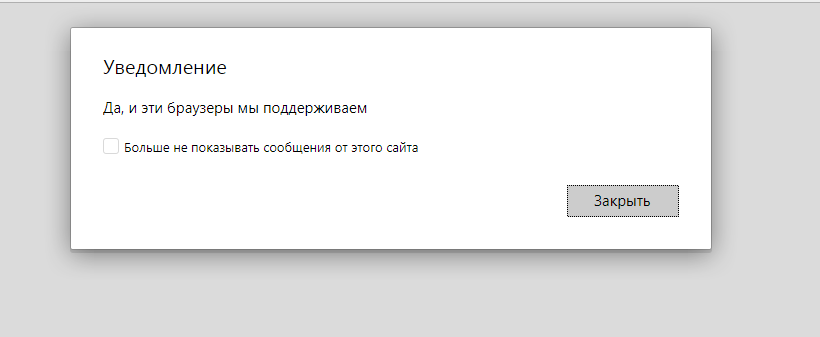 Уведомление
Да, и эти браузеры мы поддерживаем
Больше не показывать сообщения от этого сайта
Закрыть